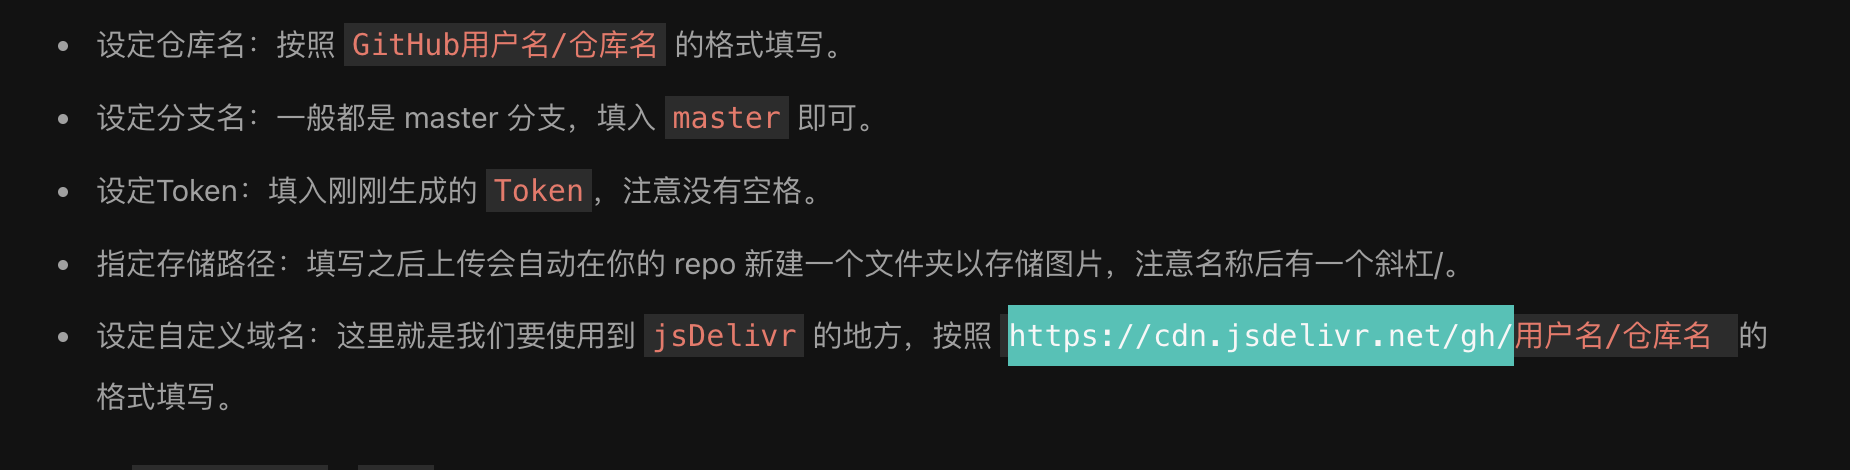 设定仓库名：按照 GitHub用户名/仓库名 的格式填写。
设定分支名：一般都是 master 分支，填入 master 即可。
设定Token：填入刚刚生成的 Token，注意没有空格。
指定存储路径：填写之后上传会自动在你的 repo 新建一个文件夹以存储图片，注意名称后有一个斜杠/。
设定自定义域名：这里就是我们要使用到 jsDelivr 的地方，按照 https://cdn.jsdelivr.net/gh/用户名/仓库名 的
格式填写。